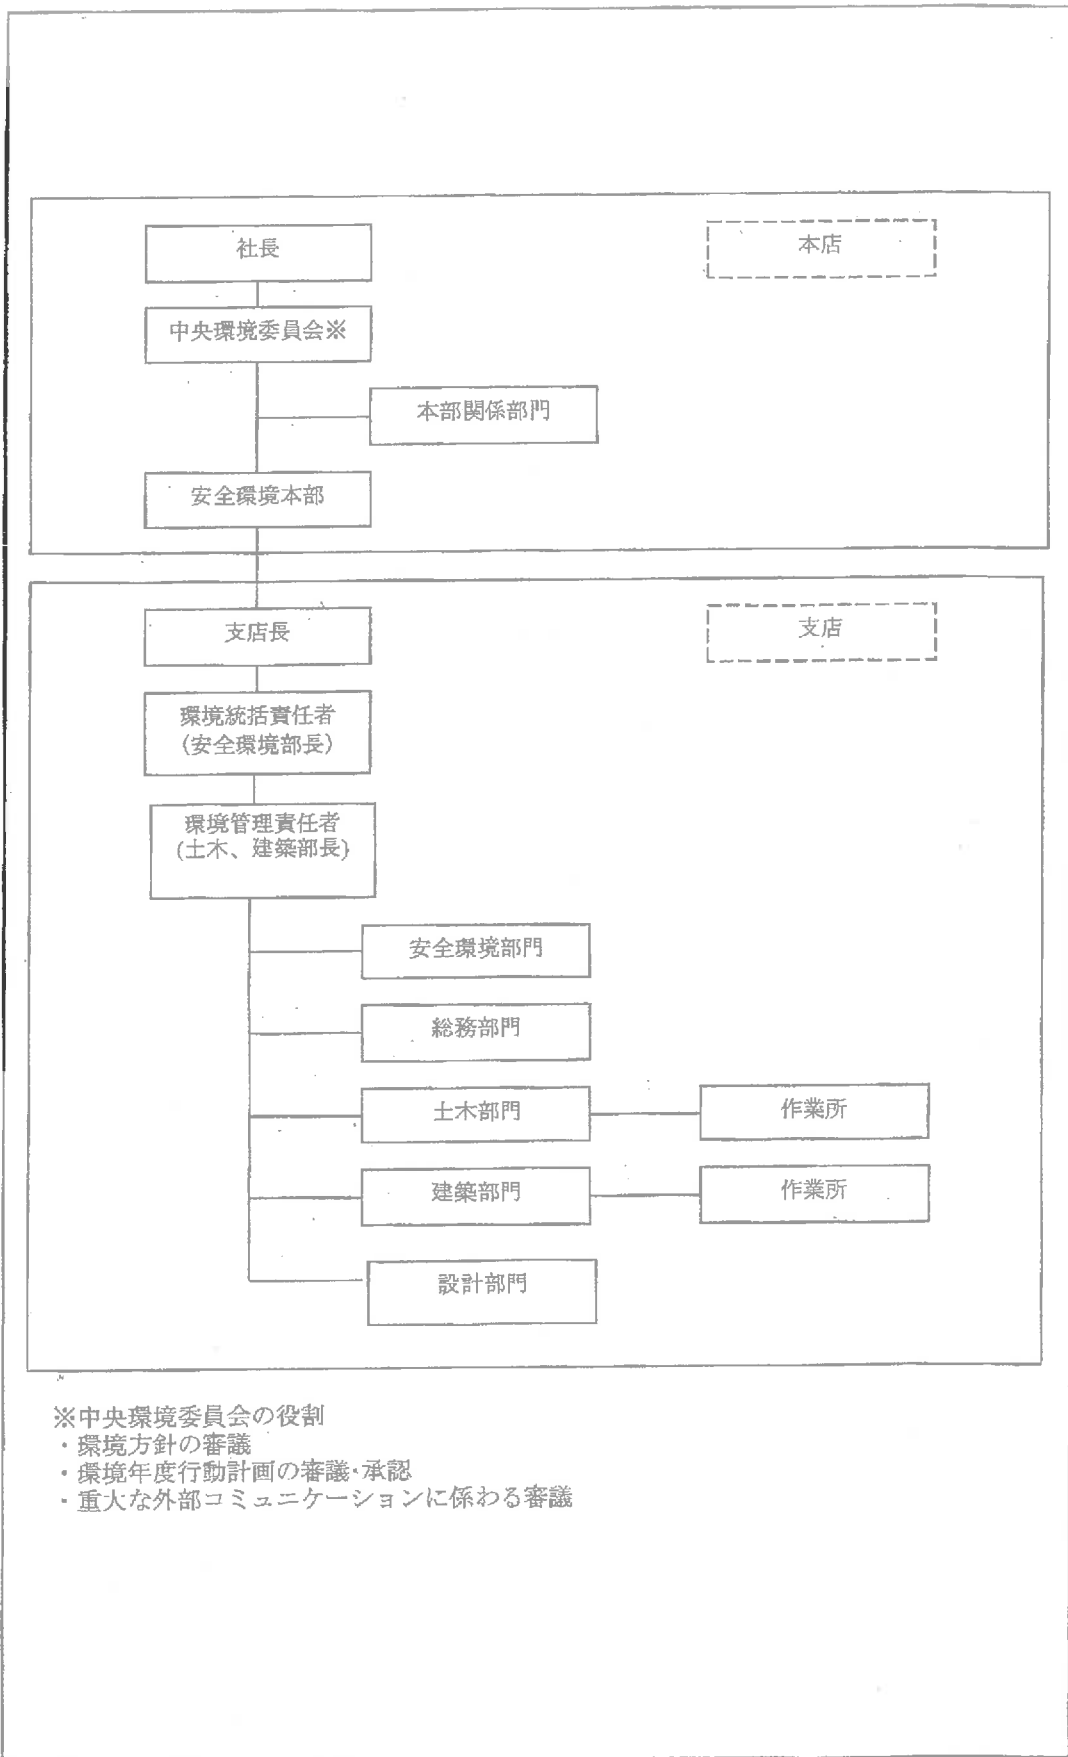 社長
本店
中央環境委員会※
本部関係部門
安全環境本部
支店長
支店
環境統括責任者
(安全環境部長)
環境管理責任者
(土木、建築部長)
安全環境部門
総務部門
土木部門
作業所
建築部門
作業所
設計部門
※中央環境委員会の役割
・環境方針の審議
・環境年度行動計画の審議・承認
・重大な外部コミュニケーションに係わる審議